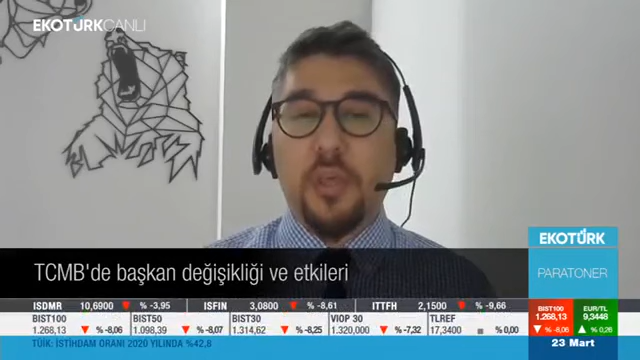 EKOTÜRK CANLI
TCMB'de başkan değişikliği ve etkileri
EKOTÜRK
PARATONER
ISDMR 10,6900 -3,95 ISFIN 3,0800 -8,61 ITTFH 2,1500 -9,66
BIST100 BIST50 BIST30 VIOP 30 TLREF
1.268,13 -8,06 1.098,39 -8,07 1.314,62 -8,25 1.320,000 -7,32 17,3400 % 0,00
BIST100 EUR/TL
1.268,13 9,3448
% -8,06 % 0,26
TÜİK: İSTİHDAM ORANI 2020 YILINDA %42,8
23 Mart